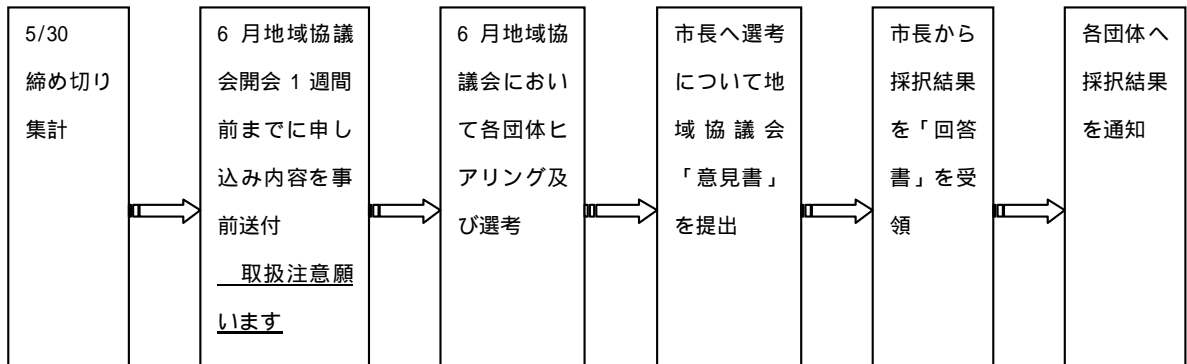 5/30
締め切り
集計
6 月地域協議
会開会 1 週間
前までに申し
込み内容を事
前送付
取扱注意願
います
6 月地域協
議会におい
て各団体ヒ
アリング及
び選考
市長へ選考
について地
域協議会
「意見書」
を提出
市長から
採択結果
を「回答
書」を受
領
各団体へ
採択結果
を通知